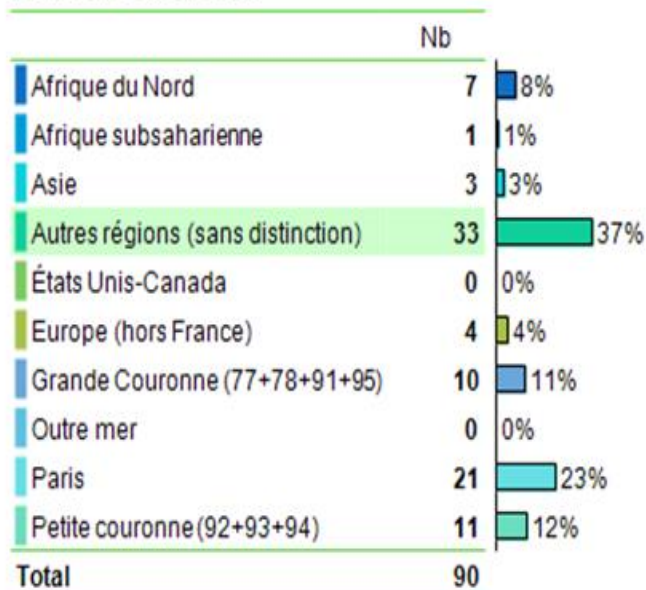 Nb
Afrique du Nord 7 8%
Afrique subsaharienne 1 1%
Asie 3 3%
Autres régions (sans distinction) 33 37%
États Unis-Canada 0 0%
Europe (hors France) 4 4%
Grande Couronne (77+78+91+95) 10 11%
Outre mer 0 0%
Paris 21 23%
Petite couronne (92+93+94) 11 12%
Total 90